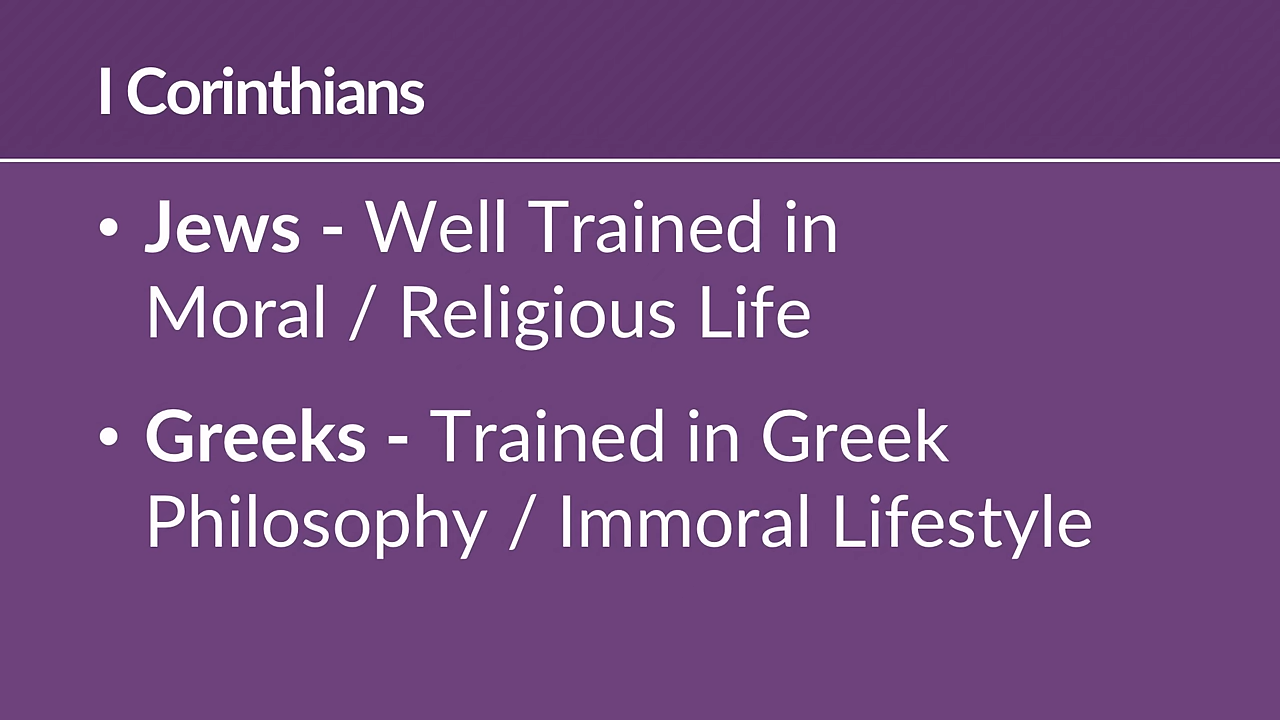 I Corinthians
• Jews - Well Trained in
Moral / Religious Life
• Greeks - Trained in Greek
Philosophy / Immoral Lifestyle